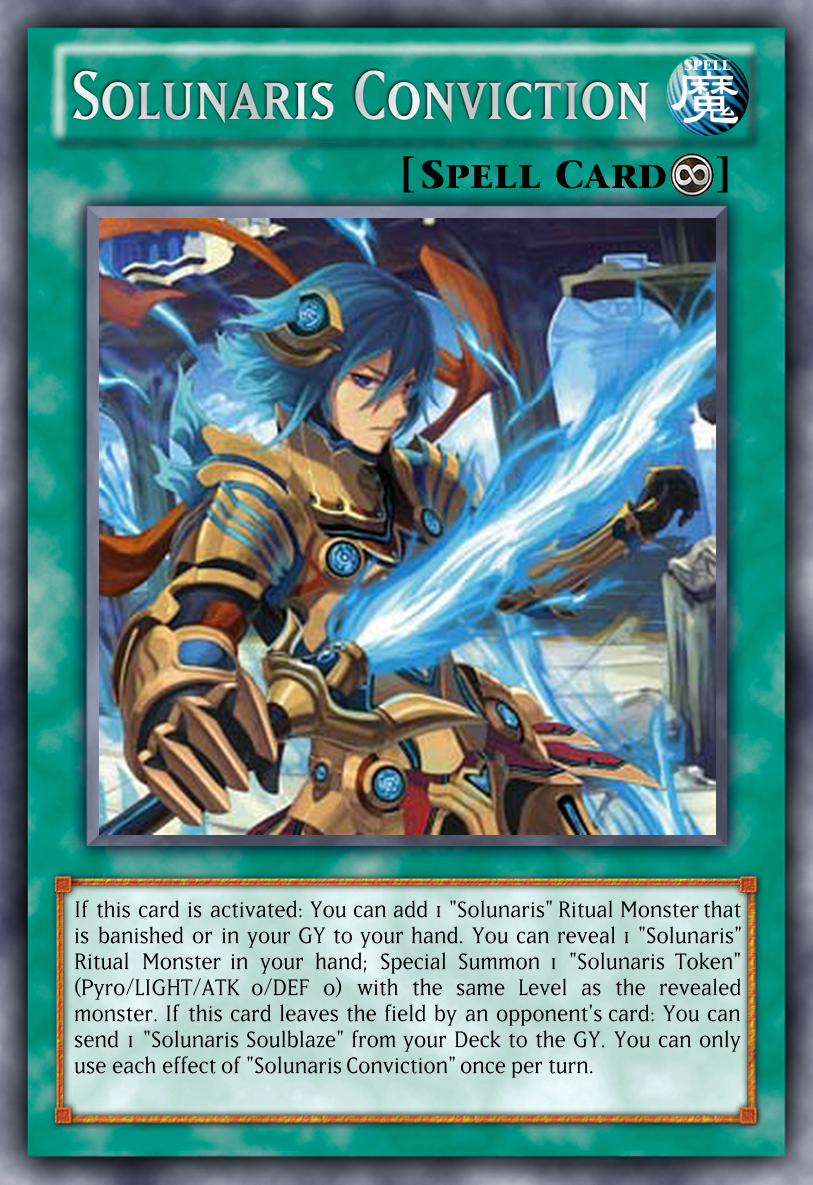 Solunaris Conviction
SPELL
魔
[Spell Card∞]
If this card is activated: You can add 1 "Solunaris" Ritual Monster that
is banished or in your GY to your hand. You can reveal 1 "Solunaris"
Ritual Monster in your hand; Special Summon 1 "Solunaris Token"
(Pyro/LIGHT/ATK 0/DEF 0) with the same Level as the revealed
monster. If this card leaves the field by an opponent's card: You can
send 1 "Solunaris Soulblaze" from your Deck to the GY. You can only
use each effect of "Solunaris Conviction" once per turn.